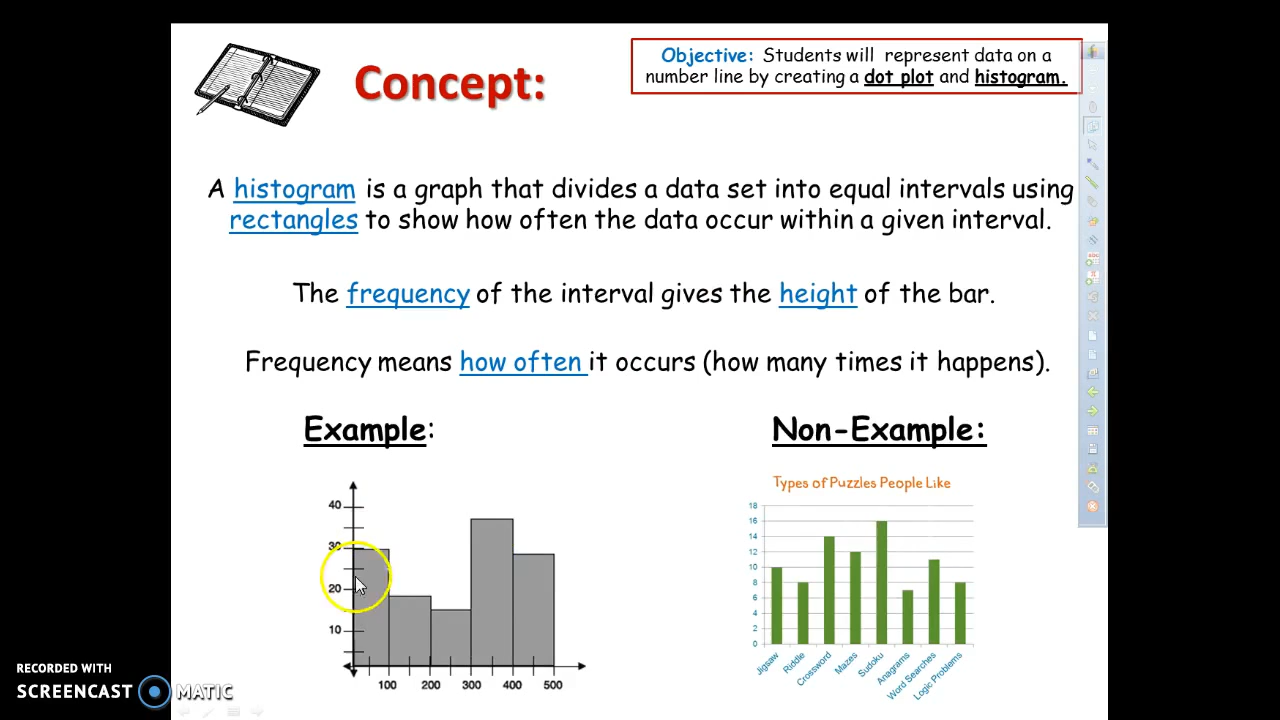 Concept:
Objective: Students will represent data on a
number line by creating a dot plot and histogram.
A histogram is a graph that divides a data set into equal intervals using
rectangles to show how often the data occur within a given interval.
The frequency of the interval gives the height of the bar.
Frequency means how often it occurs (how many times it happens).
Example:
Non-Example:
40
30
20
10
100 200 300 400 500
Types of Puzzles People Like
18
16
14
12
10
8
6
4
2
0
Jigsaw
Riddle
Crossword
Mazes
Sudoku
Anagrams
Word Searches
Logic Problems
RECORDED WITH
SCREENCAST MATIC